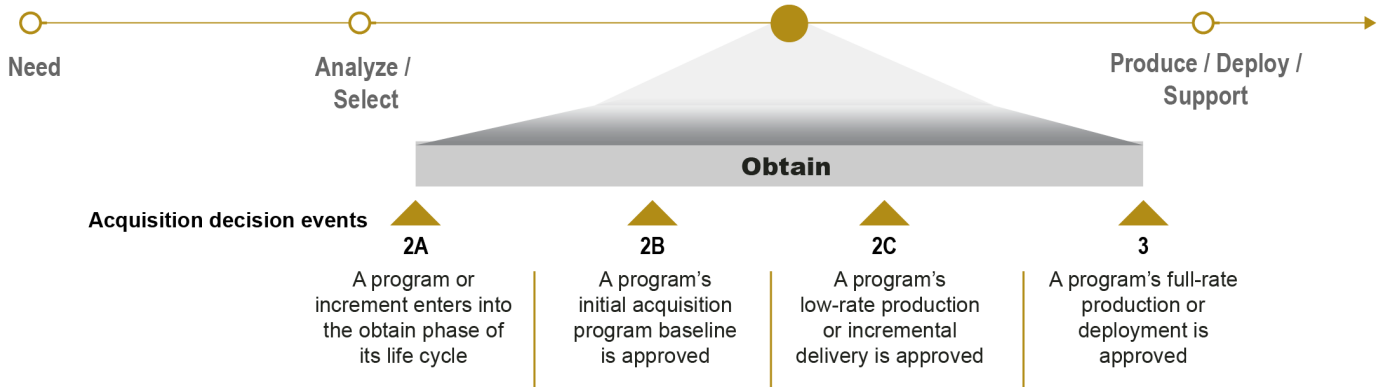 Need
Analyze /
Select
Produce / Deploy /
Support
Obtain
Acquisition decision events
2A
A program or
increment enters into
the obtain phase of
its life cycle
2B
A program’s
initial acquisition
program baseline
is approved
2C
A program’s
low-rate production
or incremental
delivery is approved
3
A program’s full-rate
production or
deployment is
approved